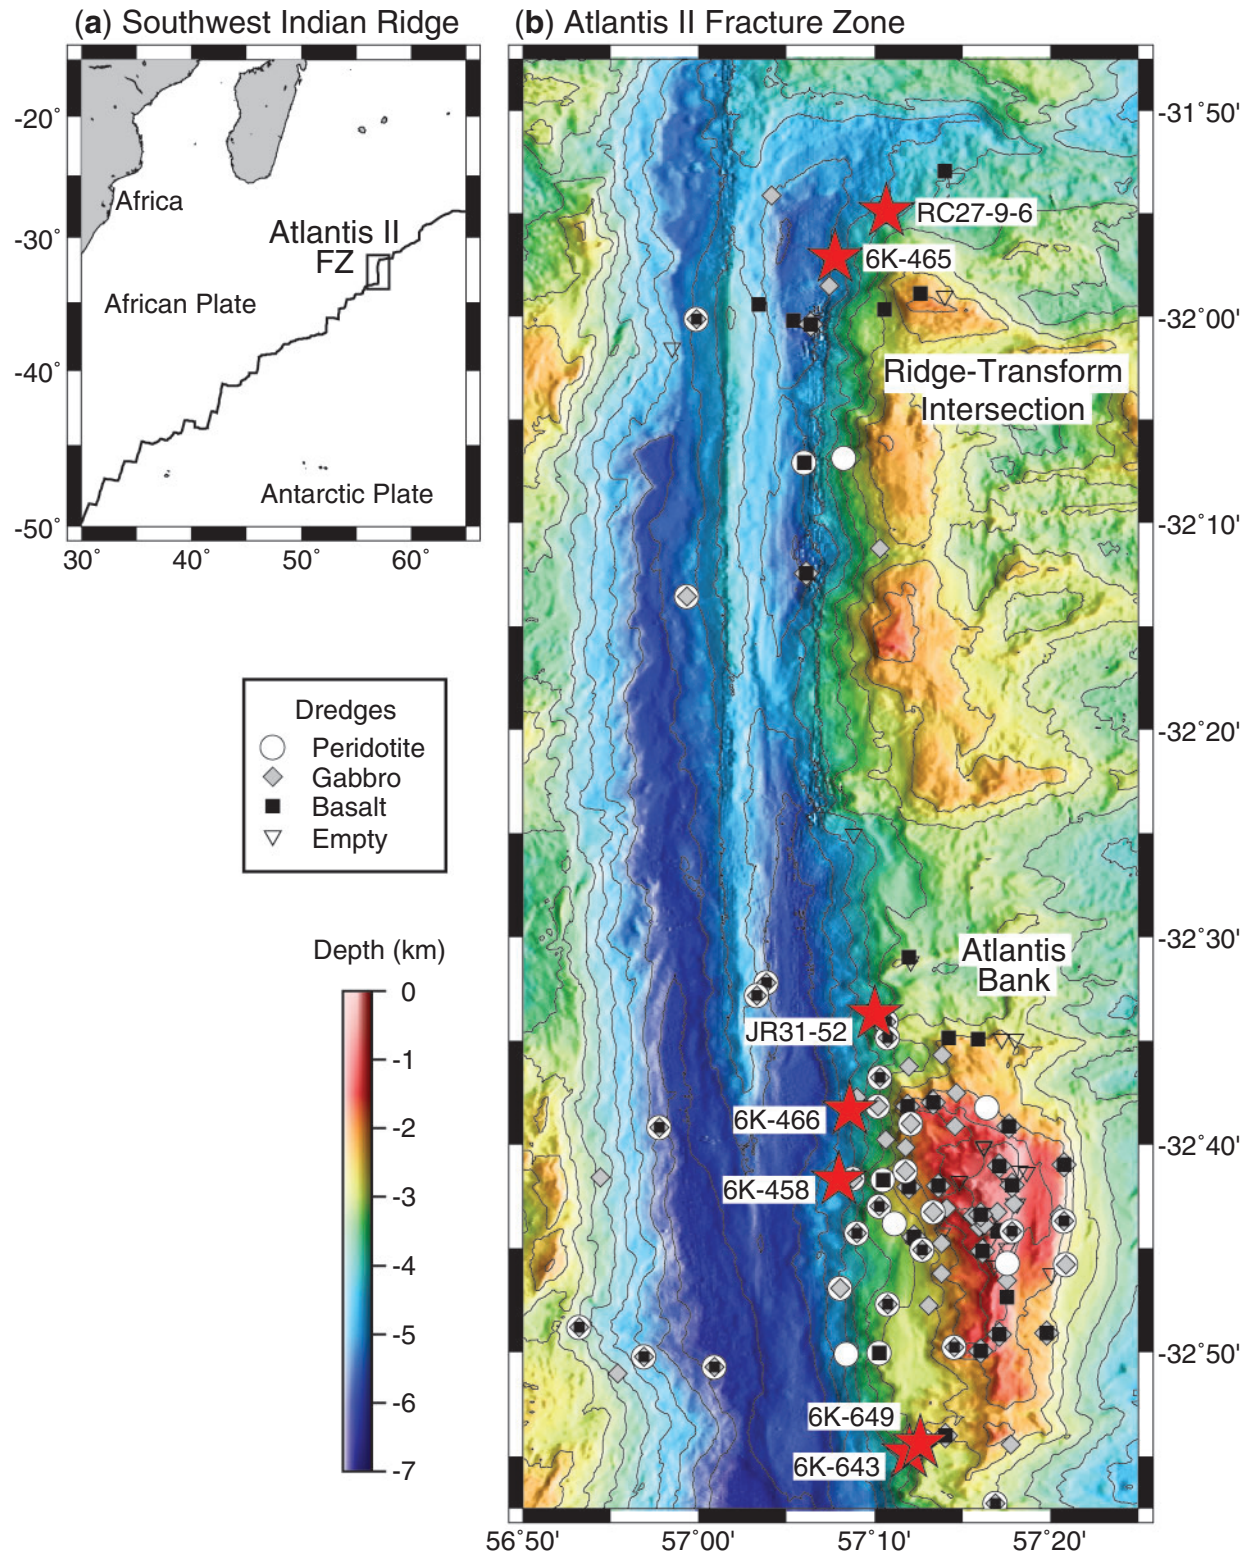 (a) Southwest Indian Ridge
-20°
-30°
-40°
-50°
30°
40°
50°
60°
Africa
Atlantis II
FZ
African Plate
Antarctic Plate
Dredges
Peridotite
Gabbro
Basalt
Empty
Depth (km)
0
-1
-2
-3
-4
-5
-6
-7
(b) Atlantis II Fracture Zone
RC27-9-6
6K-465
Ridge-Transform
Intersection
Atlantis
Bank
JR31-52
6K-466
6K-458
6K-649
6K-643
-31°50'
-32°00'
-32°10'
-32°20'
-32°30'
-32°40'
-32°50'
56°50'
57°00'
57°10'
57°20'